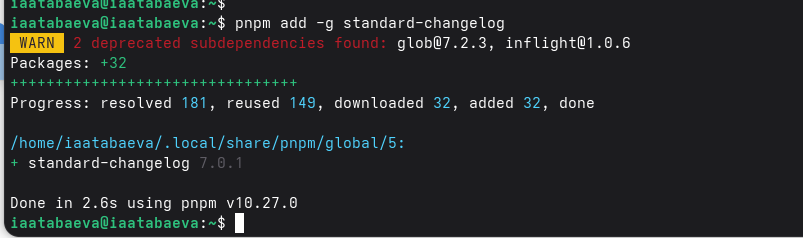 iaatabaeva@iaatabaeva:~$
iaatabaeva@iaatabaeva:~$ pnpm add -g standard-changelog
WARN 2 deprecated subdependencies found: glob@7.2.3, inflight@1.0.6
Packages: +32
++++++++++++++++++++++++++++++++
Progress: resolved 181, reused 149, downloaded 32, added 32, done
/home/iaatabaeva/.local/share/pnpm/global/5:
+ standard-changelog 7.0.1
Done in 2.6s using pnpm v10.27.0
iaatabaeva@iaatabaeva:~$